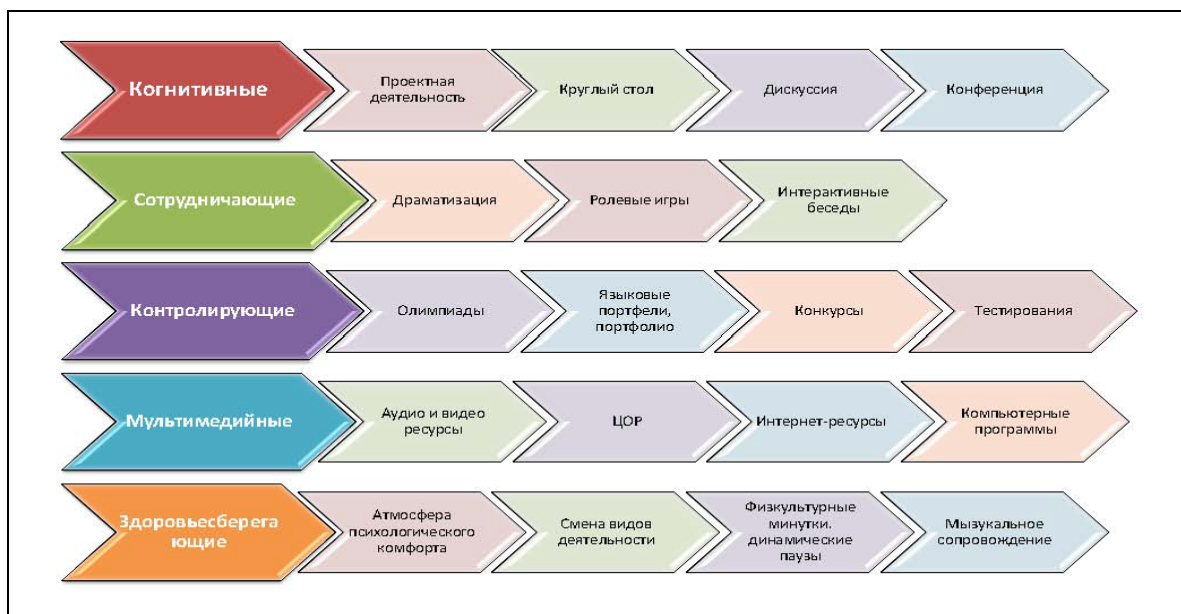 Когнитивные
Проектная
деятельность
Круглый стол
Дискуссия
Конференция
Сотрудничающие
Драматизация
Ролевые игры
Интерактивные
беседы
Контролирующие
Олимпиады
Языковые
портфели,
портфолио
Конкурсы
Тестирования
Мультимедийные
Аудио и видео
ресурсы
ЦОР
Интернет-ресурсы
Компьютерные
программы
Здоровьесберега
ющие
Атмосфера
психологического
комфорта
Смена видов
деятельности
Физкультурные
минутки.
динамические
паузы
Мызукальное
сопровождение